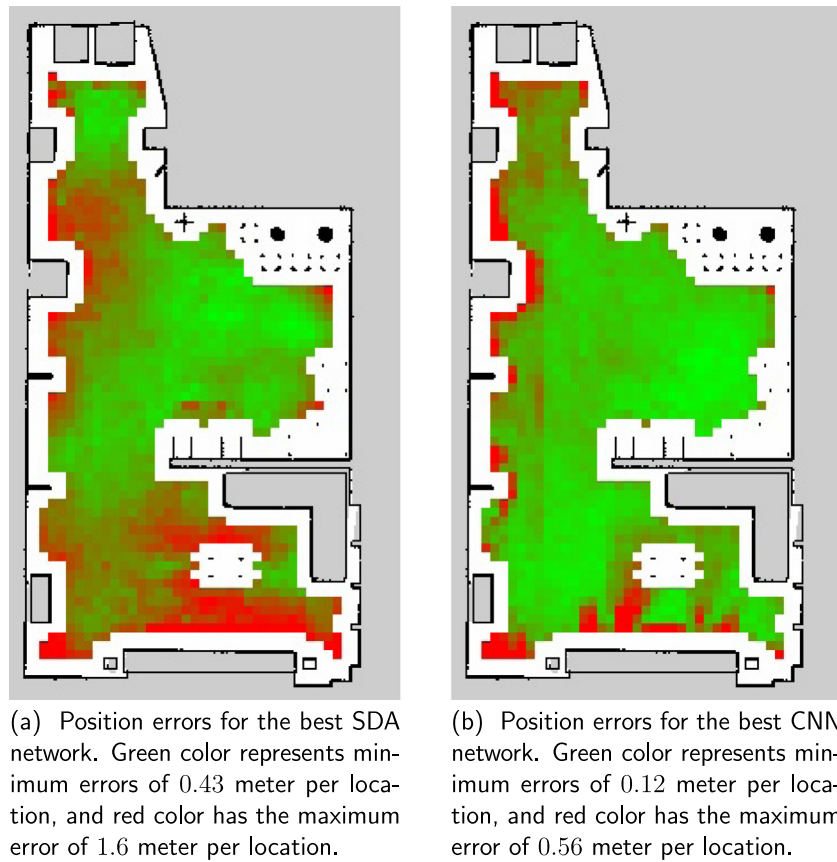 (a) Position errors for the best SDA
network. Green color represents min-
imum errors of 0.43 meter per loca-
tion, and red color has the maximum
error of 1.6 meter per location.
(b) Position errors for the best CNN
network. Green color represents min-
imum errors of 0.12 meter per loca-
tion, and red color has the maximum
error of 0.56 meter per location.